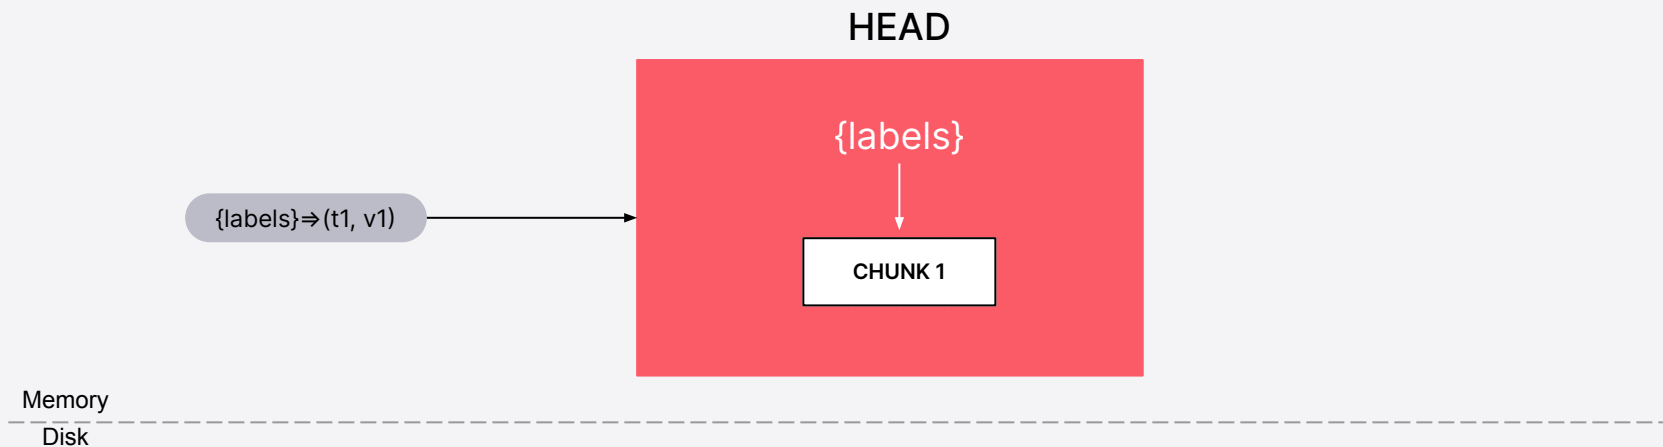 HEAD
{labels}
{labels}⇒(t1, v1)
CHUNK 1
Memory
Disk